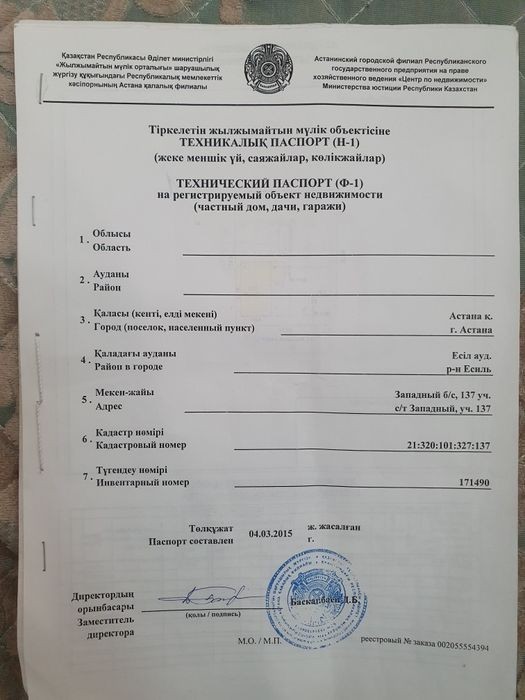 Қазақстан Республикасы Әділет министрлігі
«Жылжымайтын мүлік орталығы» шаруашылық
жүргізу құқығындағы Республикалық мемлекеттік
кәсіпорнының Астана қалалық филиалы
Астанинский городской филиал Республиканского
государственного предприятия на праве
хозяйственного ведения «Центр по недвижимости»
Министерства юстиции Республики Казахстан
Тіркелетін жылжымайтын мүлік объектісіне
ТЕХНИКАЛЫҚ ПАСПОРТ (Н-1)
(жеке меншік үй, саяжайлар, көлікжайлар)
ТЕХНИЧЕСКИЙ ПАСПОРТ (Ф-1)
на регистрируемый объект недвижимости
(частный дом, дачи, гаражи)
1. Облысы
Область
2. Ауданы
Район
3. Қаласы (кенті, елді мекені) Астана қ.
Город (поселок, населенный пункт) г. Астана
4. Қаладағы ауданы Есіл ауд.
Район в городе р-н Есиль
5. Мекен-жайы Западный б/с, 137 уч.
Адрес с/т Западный, уч. 137
6. Кадастр нөмірі
Кадастровый номер 21:320:101:327:137
7. Түгендеу нөмірі
Инвентарный номер 171490
Төлқұжат 04.03.2015 ж. жасалған
Паспорт составлен г.
Директордың
орынбасары
Заместитель
директора
(қолы / подпись)
М.О. / М.П.
реестровый № заказа 002055554394